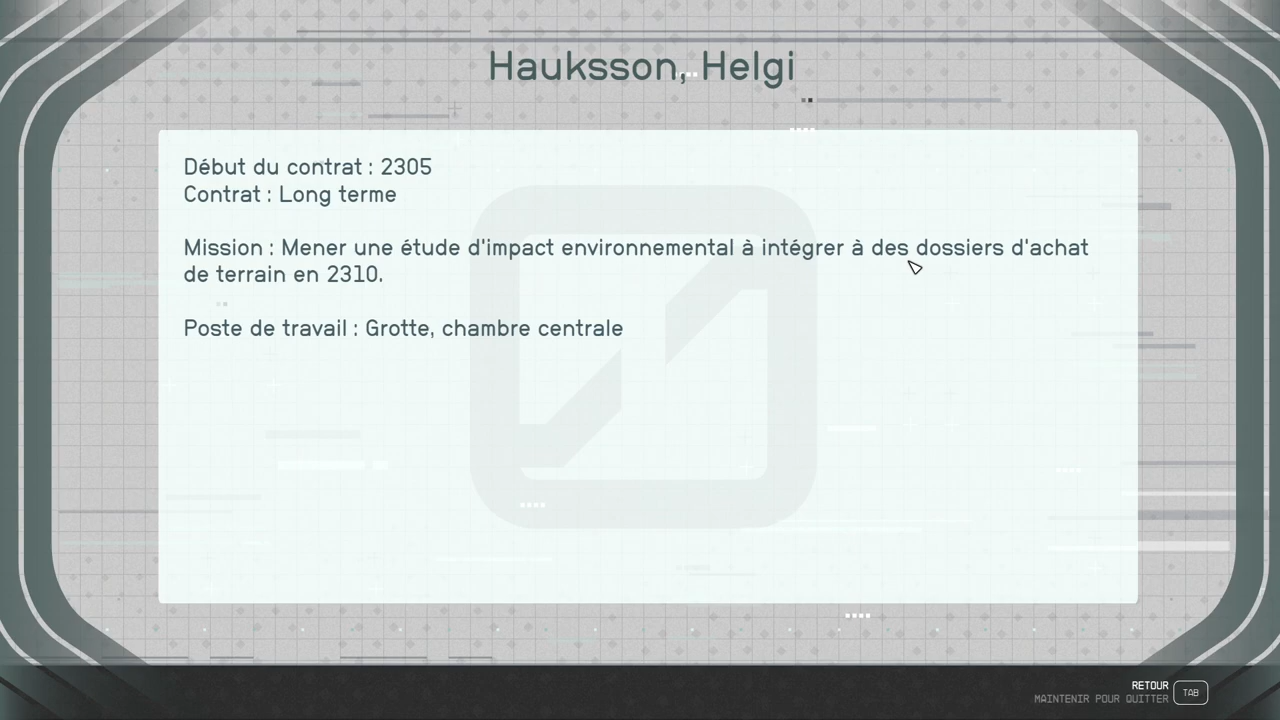 Hauksson, Helgi
Début du contrat : 2305
Contrat : Long terme
Mission : Mener une étude d'impact environnemental à intégrer à des dossiers d'achat
de terrain en 2310.
Poste de travail : Grotte, chambre centrale
RETOUR
MAINTENIR POUR QUITTER
TAB